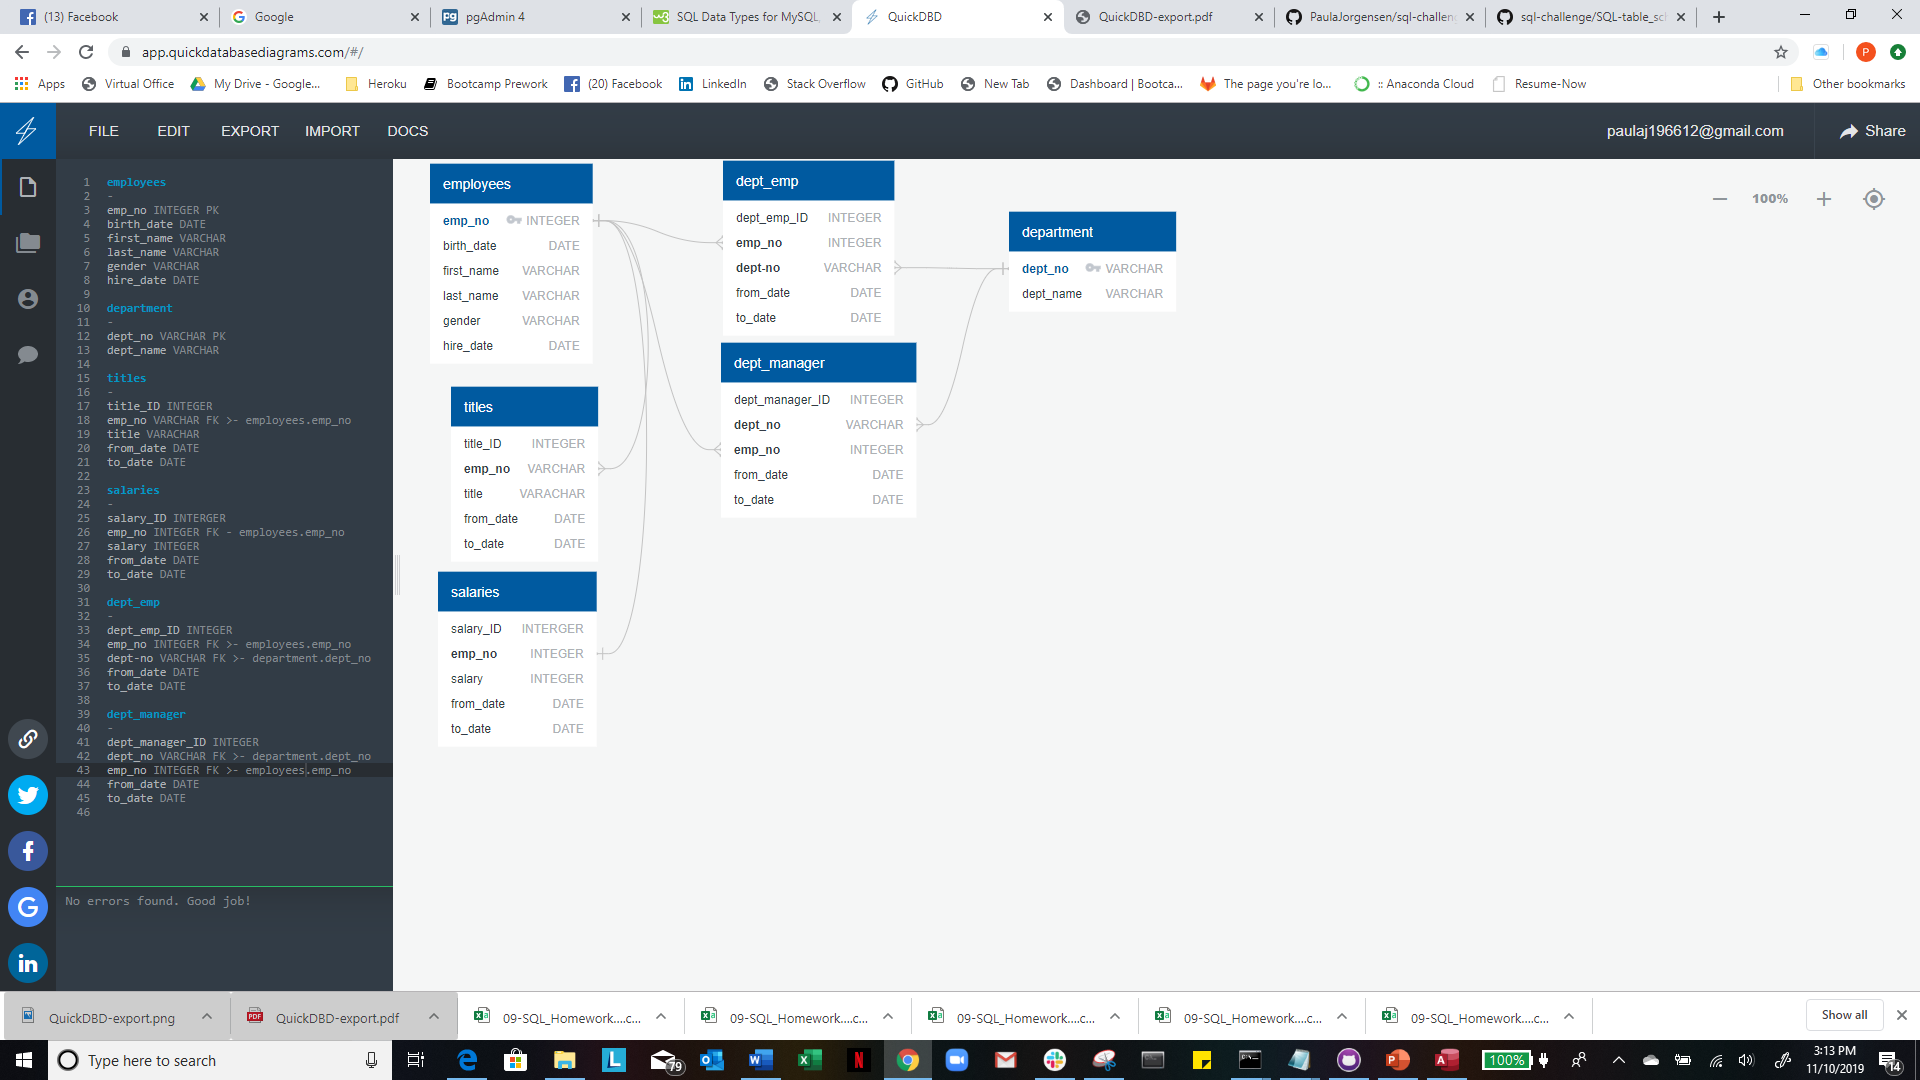 (13) Facebook
Google
pgAdmin 4
SQL Data Types for MySQL,
QuickDBD
QuickDBD-export.pdf
PaulaJorgensen/sql-challen
sql-challenge/SQL-table_sc
app.quickdatabasediagrams.com/#/
P
Apps
Virtual Office
My Drive - Google...
Heroku
Bootcamp Prework
(20) Facebook
LinkedIn
Stack Overflow
GitHub
New Tab
Dashboard | Bootca...
The page you're lo...
:: Anaconda Cloud
Resume-Now
Other bookmarks
FILE
EDIT
EXPORT
IMPORT
DOCS
paulaj196612@gmail.com
Share
1 employees
2 -
3 emp_no INTEGER PK
4 birth_date DATE
5 first_name VARCHAR
6 last_name VARCHAR
7 gender VARCHAR
8 hire_date DATE
9
10 department
11 -
12 dept_no VARCHAR PK
13 dept_name VARCHAR
14
15 titles
16 -
17 title_ID INTEGER
18 emp_no VARCHAR FK >- employees.emp_no
19 title VARACHAR
20 from_date DATE
21 to_date DATE
22
23 salaries
24 -
25 salary_ID INTERGER
26 emp_no INTEGER FK - employees.emp_no
27 salary INTEGER
28 from_date DATE
29 to_date DATE
30
31 dept_emp
32 -
33 dept_emp_ID INTEGER
34 emp_no INTEGER FK >- employees.emp_no
35 dept-no VARCHAR FK >- department.dept_no
36 from_date DATE
37 to_date DATE
38
39 dept_manager
40 -
41 dept_manager_ID INTEGER
42 dept_no VARCHAR FK >- department.dept_no
43 emp_no INTEGER FK >- employees.emp_no
44 from_date DATE
45 to_date DATE
46
No errors found. Good job!
employees
emp_no INTEGER
birth_date DATE
first_name VARCHAR
last_name VARCHAR
gender VARCHAR
hire_date DATE
titles
title_ID INTEGER
emp_no VARCHAR
title VARACHAR
from_date DATE
to_date DATE
salaries
salary_ID INTERGER
emp_no INTEGER
salary INTEGER
from_date DATE
to_date DATE
dept_emp
dept_emp_ID INTEGER
emp_no INTEGER
dept-no VARCHAR
from_date DATE
to_date DATE
dept_manager
dept_manager_ID INTEGER
dept_no VARCHAR
emp_no INTEGER
from_date DATE
to_date DATE
department
dept_no VARCHAR
dept_name VARCHAR
100%
QuickDBD-export.png
QuickDBD-export.pdf
09-SQL_Homework....c...
09-SQL_Homework....c...
09-SQL_Homework....c...
09-SQL_Homework....c...
09-SQL_Homework....c...
Show all
Type here to search
79
100%
3:13 PM
11/10/2019
14